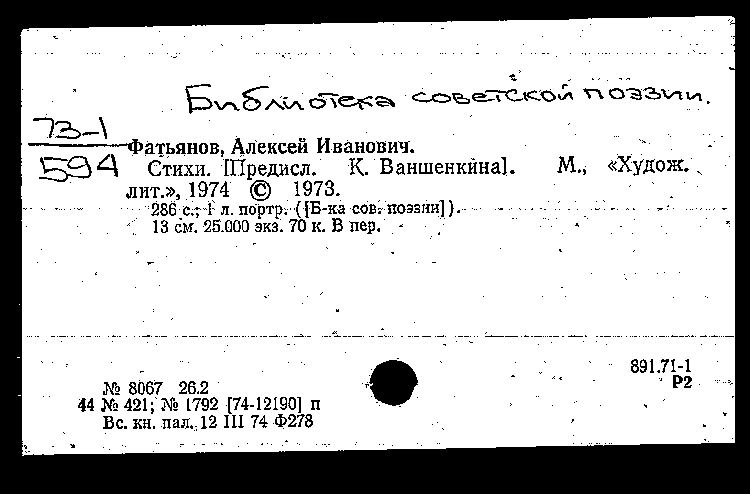 Библиотека советской поэзии.
73-1
594
Фатьянов, Алексей Иванович.
Стихи. [Предисл. К. Ваншенкина]. М., «Худож.
лит.», 1974 © 1973.
286 с.; 1 л. портр. ([Б-ка сов. поэзии]).
13 см. 25.000 экз. 70 к. В пер.
891.71-1
Р2
№ 8067 26.2
44 № 421; № 1792 [74-12190] п
Вс. кн. пал. 12 III 74 Ф278